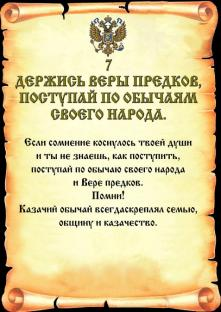 7
ДЕРЖИСЬ ВЕРЫ ПРЕДКОВ,
ПОСТУПАЙ ПО ОБЫЧАЯМ
СВОЕГО НАРОДА.
Если сомнение коснулось твоей души
и ты не знаешь, как поступить,
поступай по обычаю своего народа
и Вере предков.
Помни!
Казачий обычай всегдаскреплял семью,
общину и казачество.